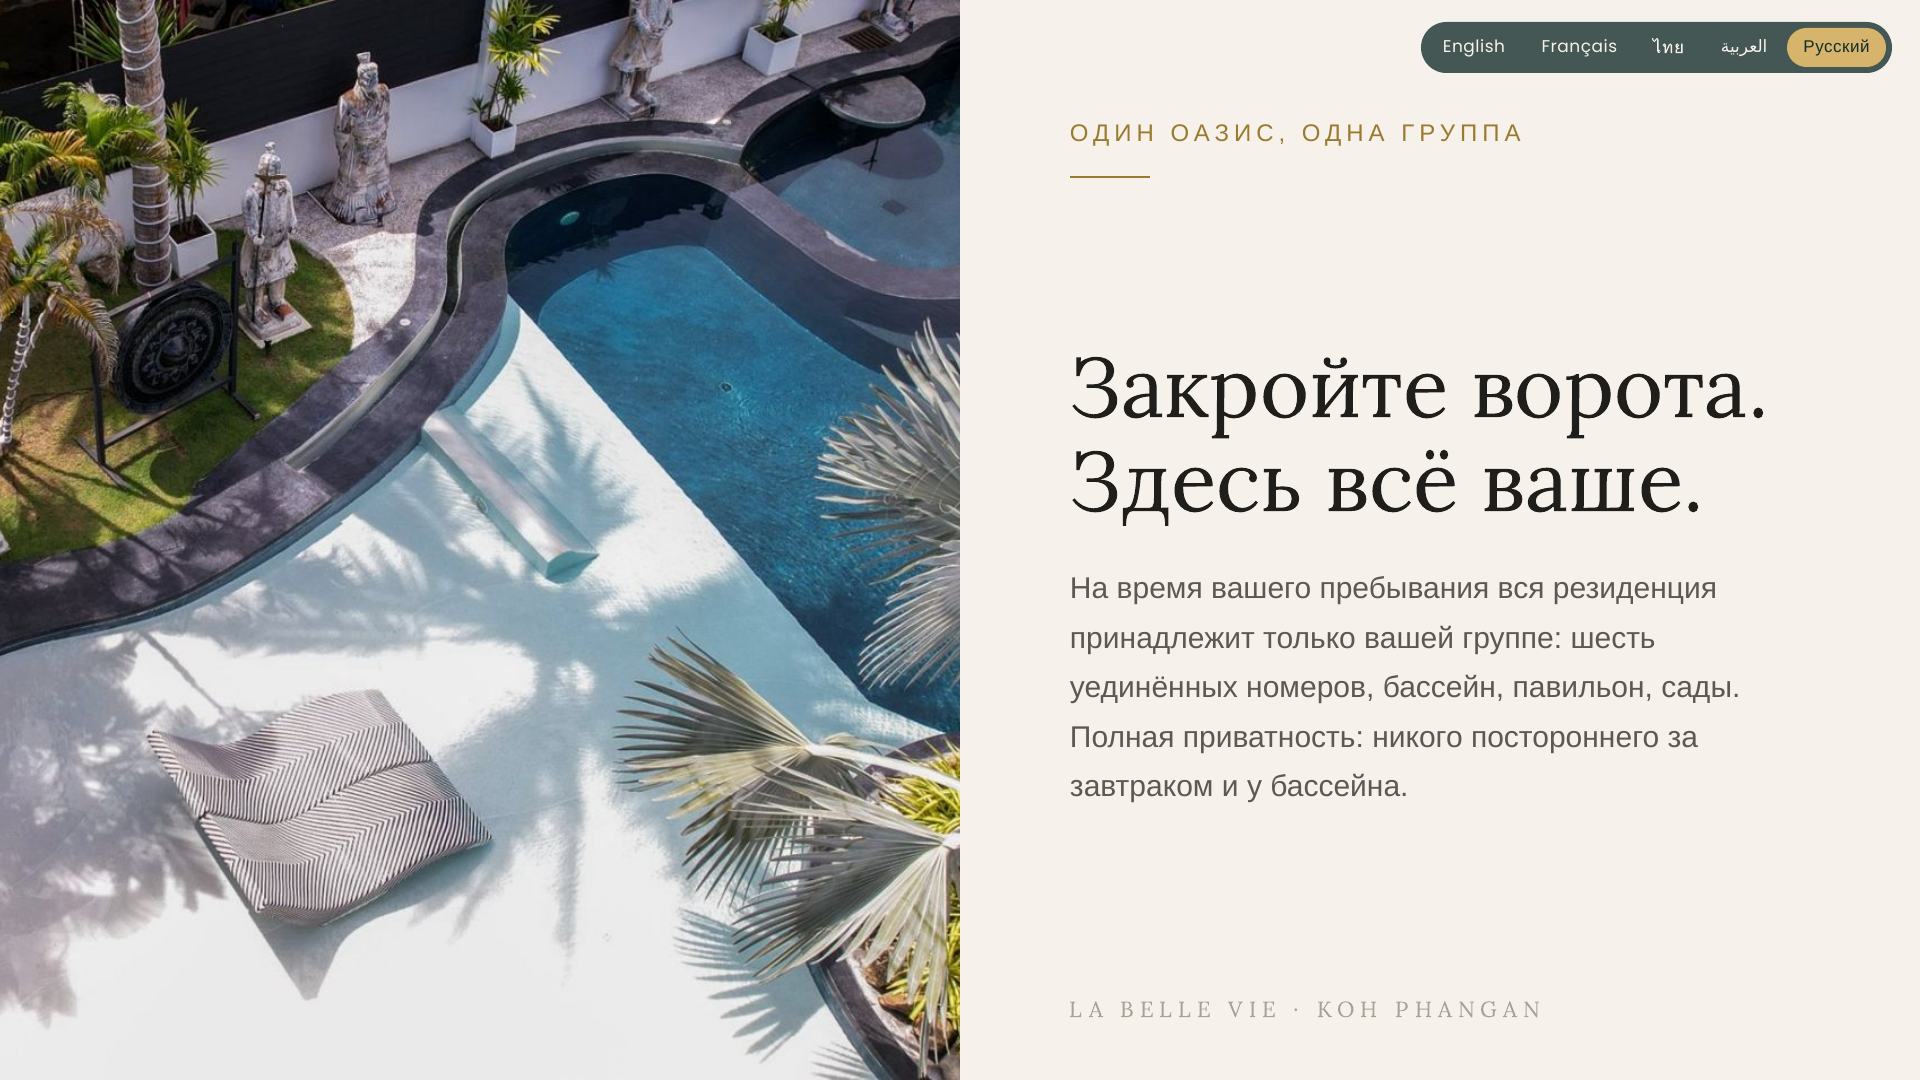 English Français ไทย العربية Русский
ОДИН ОАЗИС, ОДНА ГРУППА
Закройте ворота.
Здесь всё ваше.
На время вашего пребывания вся резиденция
принадлежит только вашей группе: шесть
уединённых номеров, бассейн, павильон, сады.
Полная приватность: никого постороннего за
завтраком и у бассейна.
LA BELLE VIE · KOH PHANGAN